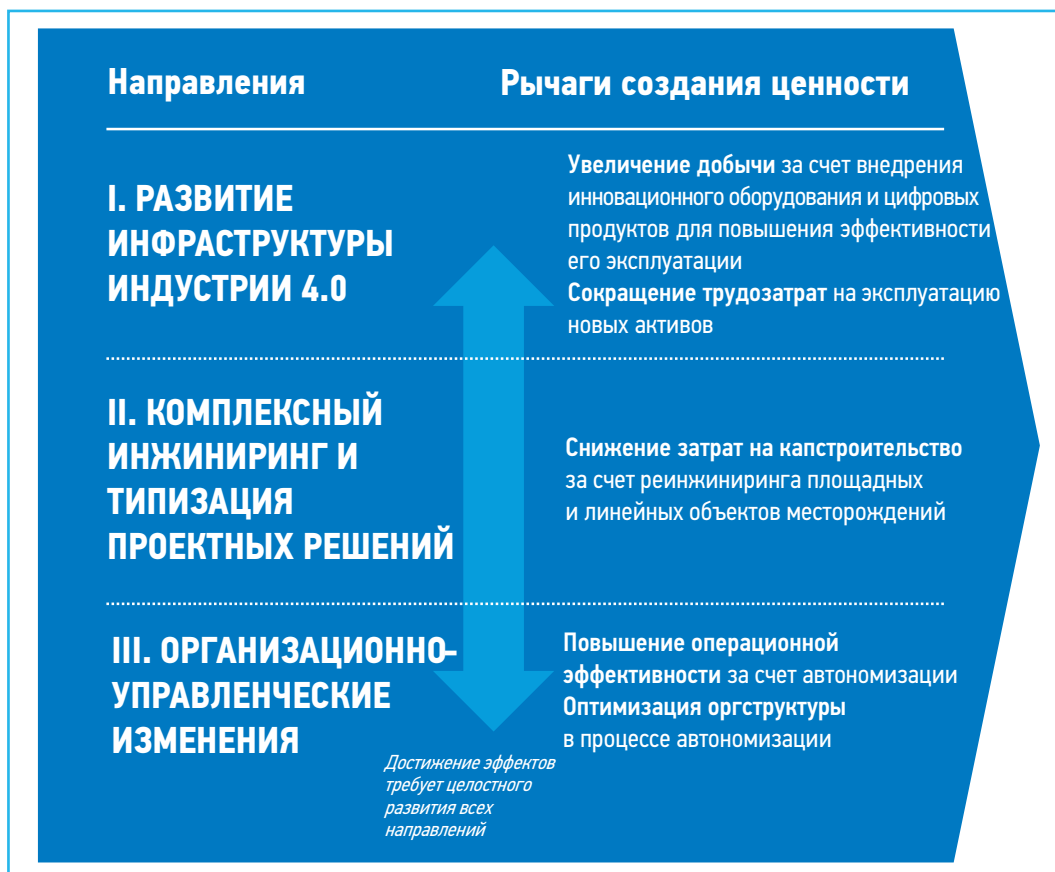 Направления
Рычаги создания ценности
I. РАЗВИТИЕ
ИНФРАСТРУКТУРЫ
ИНДУСТРИИ 4.0
Увеличение добычи за счет внедрения
инновационного оборудования и цифровых
продуктов для повышения эффективности
его эксплуатации
Сокращение трудозатрат на эксплуатацию
новых активов
II. КОМПЛЕКСНЫЙ
ИНЖИНИРИНГ И
ТИПИЗАЦИЯ
ПРОЕКТНЫХ РЕШЕНИЙ
Снижение затрат на капстроительство
за счет реинжиниринга площадных
и линейных объектов месторождений
III. ОРГАНИЗАЦИОННО-
УПРАВЛЕНЧЕСКИЕ
ИЗМЕНЕНИЯ
Повышение операционной
эффективности за счет автономизации
Оптимизация оргструктуры
в процессе автономизации
Достижение эффектов
требует целостного
развития всех
направлений